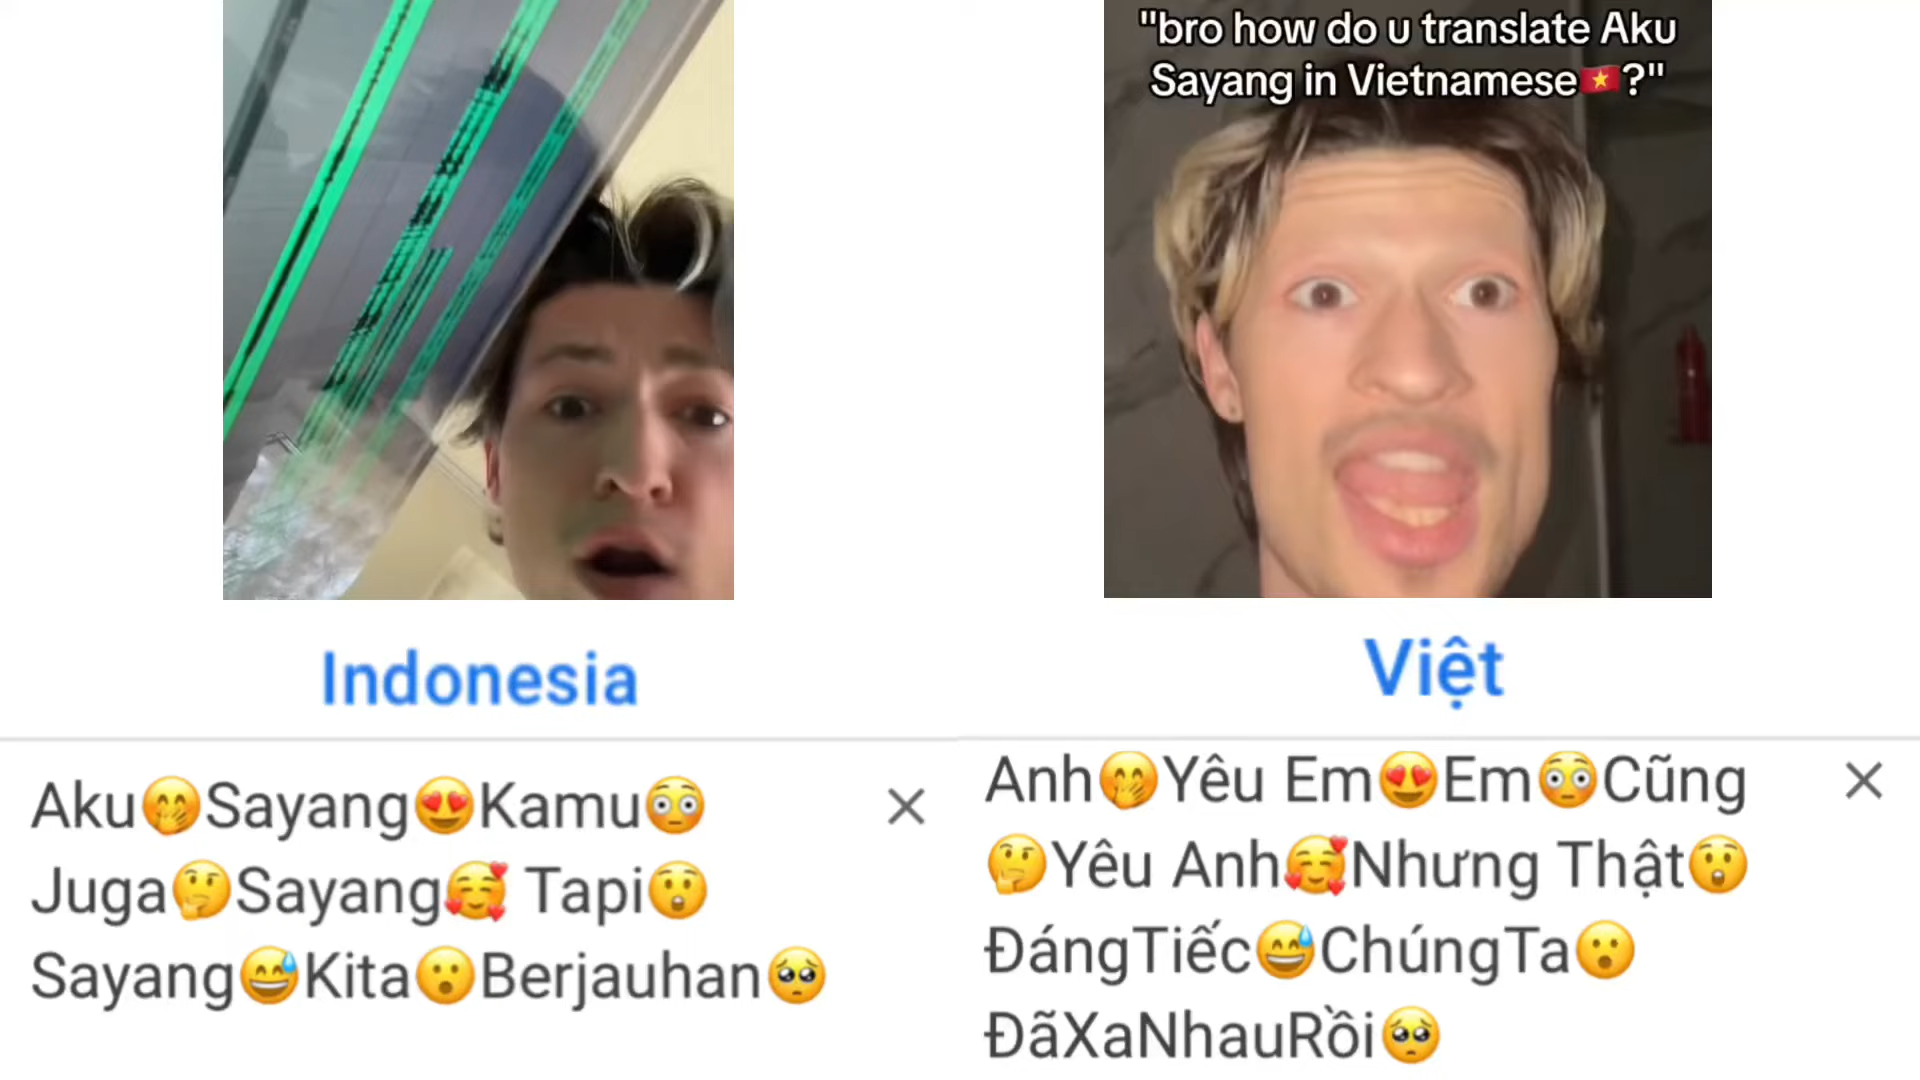 "bro how do u translate Aku
Sayang in Vietnamese🇻🇳?"
Indonesia
Aku🤭Sayang😍Kamu😳
Juga🤔Sayang🥰 Tapi😲
Sayang😅Kita😮Berjauhan🥺
Việt
Anh🤭Yêu Em😍Em😳Cũng
🤔Yêu Anh🥰Nhưng Thật😲
ĐángTiếc😅ChúngTa😮
ĐãXaNhauRồi🥺